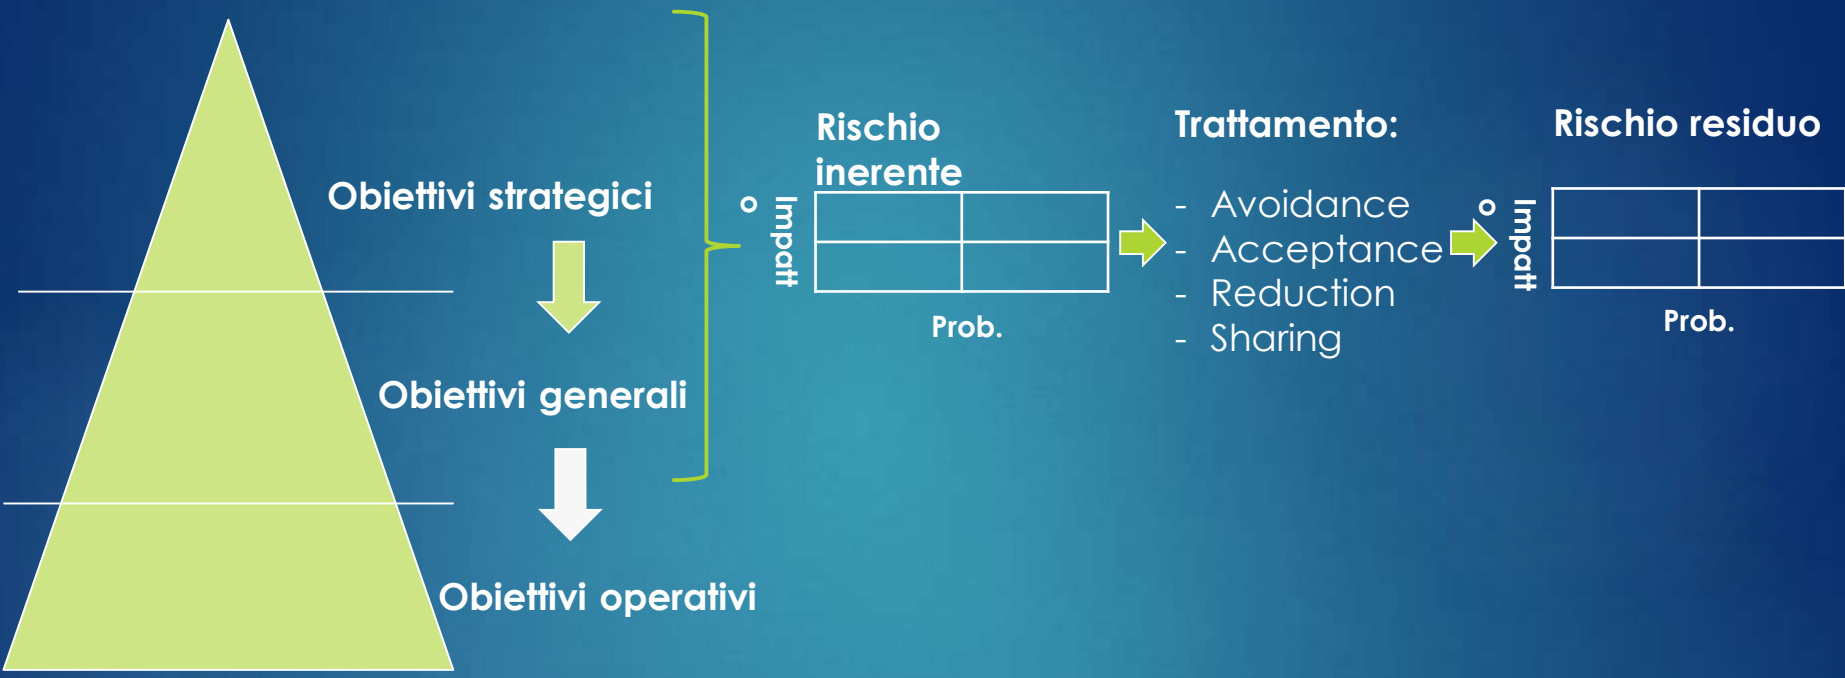 Obiettivi strategici
Obiettivi generali
Obiettivi operativi
Rischio
inerente
Impatt
o
Prob.
Trattamento:
- Avoidance
- Acceptance
- Reduction
- Sharing
Rischio residuo
Impatt
o
Prob.